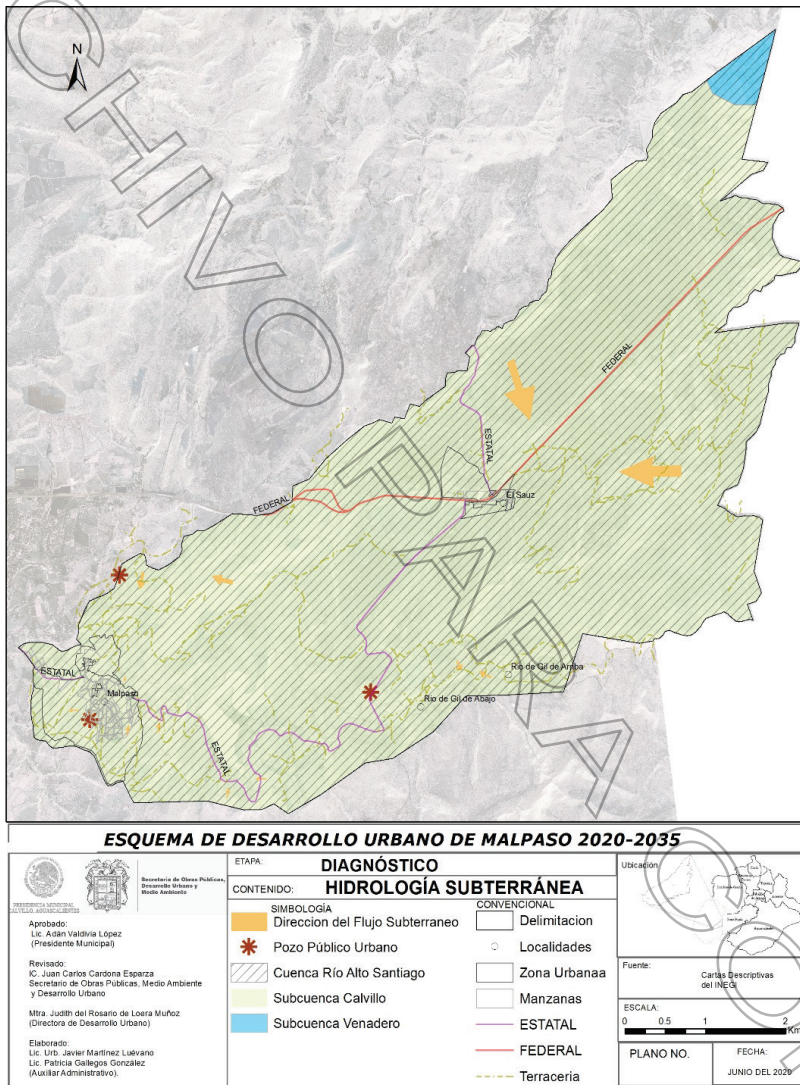 N
FEDERAL
ESTATAL
El Sauz
FEDERAL
Rio de Gil de Arriba
ESTATAL
Malpaso
Rio de Gil de Abajo
ESTATAL
CHIVO PARA CO
ESQUEMA DE DESARROLLO URBANO DE MALPASO 2020-2035
PRESIDENCIA MUNICIPAL
CALVILLO, AGUASCALIENTES
Secretaria de Obras Públicas,
Desarrollo Urbano y
Medio Ambiente
Aprobado:
Lic. Adán Valdivia López
(Presidente Municipal)
Revisado:
IC. Juan Carlos Cardona Esparza
Secretario de Obras Públicas, Medio Ambiente
y Desarrollo Urbano
Mtra. Judith del Rosario de Loera Muñoz
(Directora de Desarrollo Urbano)
Elaborado:
Lic. Urb. Javier Martínez Luévano
Lic. Patricia Gallegos González
(Auxiliar Administrativo).
ETAPA: DIAGNÓSTICO
CONTENIDO: HIDROLOGÍA SUBTERRÁNEA
SIMBOLOGÍA
Direccion del Flujo Subterraneo
Pozo Público Urbano
Cuenca Río Alto Santiago
Subcuenca Calvillo
Subcuenca Venadero
CONVENCIONAL
Delimitacion
Localidades
Zona Urbanaa
Manzanas
ESTATAL
FEDERAL
Terraceria
Ubicación
Fuente:
Cartas Descriptivas
del INEGI
ESCALA:
0 0.5 1 2
Km
PLANO NO.
FECHA:
JUNIO DEL 2020